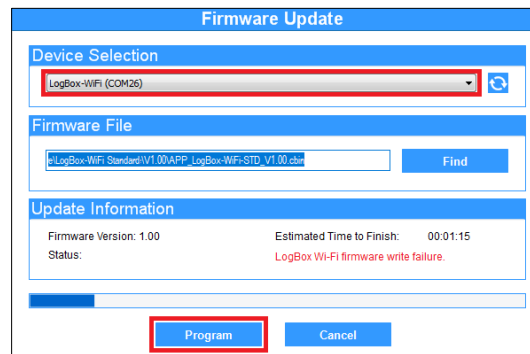 Firmware Update
Device Selection
LogBox-WiFi (COM26)
Firmware File
e\LogBox-WiFi Standard\V1.00\APP_LogBox-WiFi-STD_V1.00.cbin
Find
Update Information
Firmware Version: 1.00
Estimated Time to Finish: 00:01:15
Status:
LogBox Wi-Fi firmware write failure.
Program
Cancel